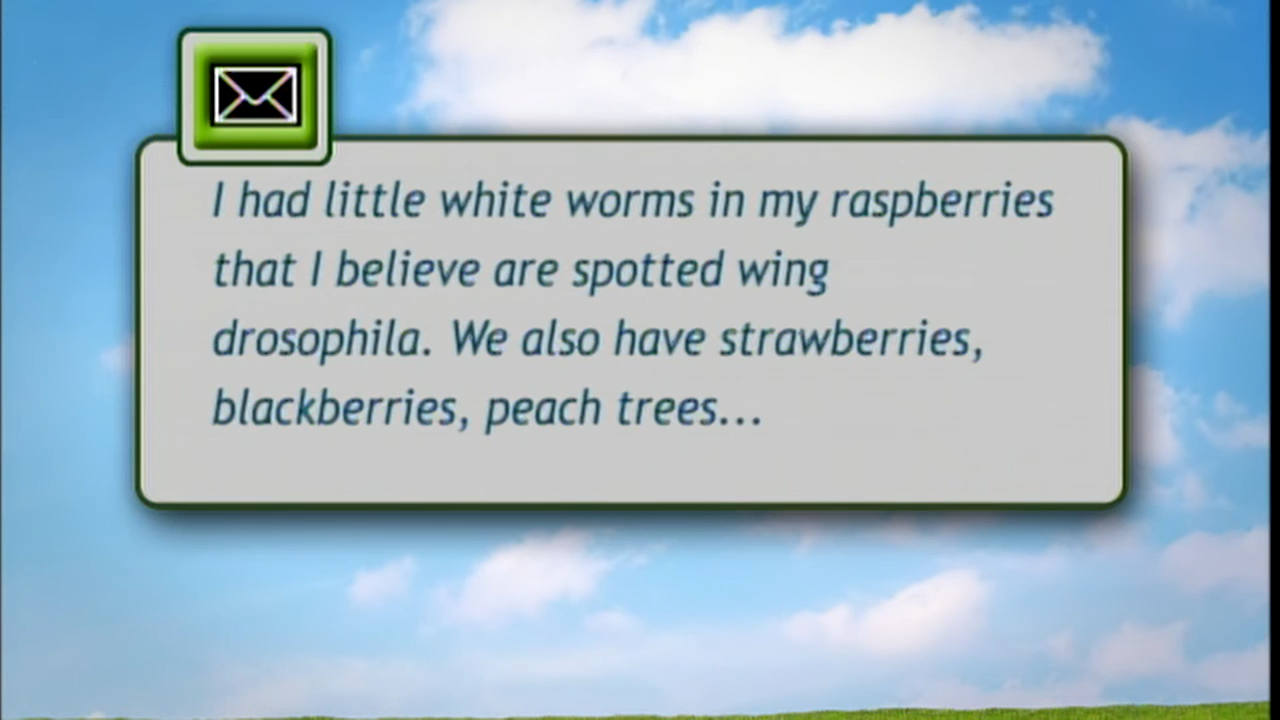 I had little white worms in my raspberries
that I believe are spotted wing
drosophila. We also have strawberries,
blackberries, peach trees...